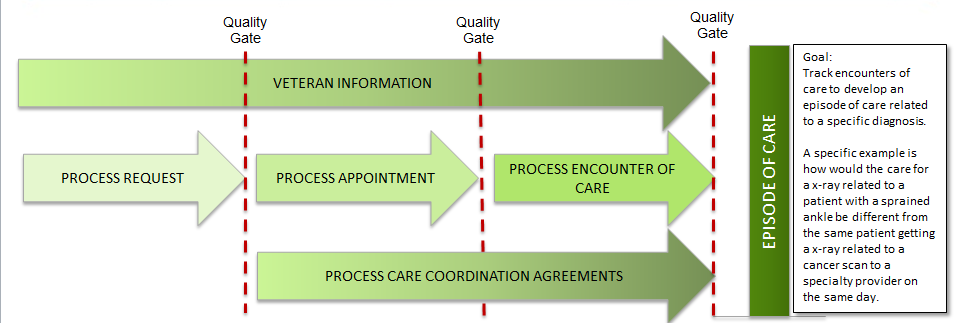 Quality
Gate
Quality
Gate
Quality
Gate
VETERAN INFORMATION
PROCESS REQUEST
PROCESS APPOINTMENT
PROCESS ENCOUNTER OF
CARE
PROCESS CARE COORDINATION AGREEMENTS
EPISODE OF CARE
Goal:
Track encounters of
care to develop an
episode of care related
to a specific diagnosis.
A specific example is
how would the care for
a x-ray related to a
patient with a sprained
ankle be different from
the same patient getting
a x-ray related to a
cancer scan to a
specialty provider on
the same day.